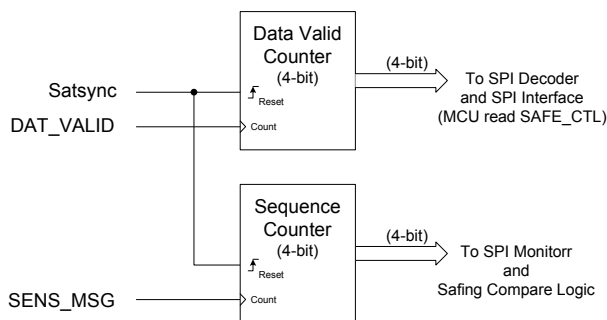 Data Valid
Counter
(4-bit)
Satsync
Reset
DAT_VALID
Count
(4-bit)
To SPI Decoder
and SPI Interface
(MCU read SAFE_CTL)
Sequence
Counter
(4-bit)
Reset
SENS_MSG
Count
(4-bit)
To SPI Monitorr
and
Safing Compare Logic